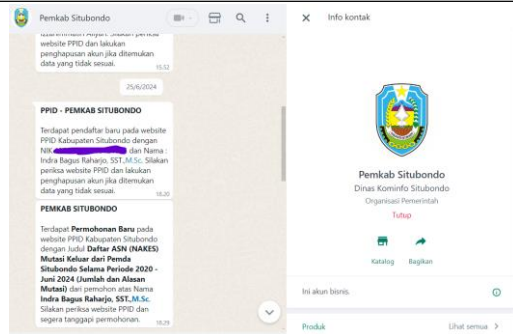 Pemkab Situbondo
website PPID dan lakukan
penghapusan akun jika ditemukan
data yang tidak sesuai.
15.52
25/6/2024
PPID - PEMKAB SITUBONDO
Terdapat pendaftar baru pada website
PPID Kabupaten Situbondo dengan
NIK dan Nama :
Indra Bagus Raharjo, SST.,M.Sc. Silakan
periksa website PPID dan lakukan
penghapusan akun jika ditemukan
data yang tidak sesuai.
18.20
PEMKAB SITUBONDO
Terdapat Permohonan Baru pada
website PPID Kabupaten Situbondo
dengan Judul Daftar ASN (NAKES)
Mutasi Keluar dari Pemda
Situbondo Selama Periode 2020 -
Juni 2024 (Jumlah dan Alasan
Mutasi) dari pemohon atas Nama
Indra Bagus Raharjo, SST.,M.Sc.
Silakan periksa website PPID dan
segera tanggapi permohonan.
18.29
Info kontak
Pemkab Situbondo
Dinas Kominfo Situbondo
Organisasi Pemerintah
Tutup
Katalog Bagikan
Ini akun bisnis.
Produk Lihat semua